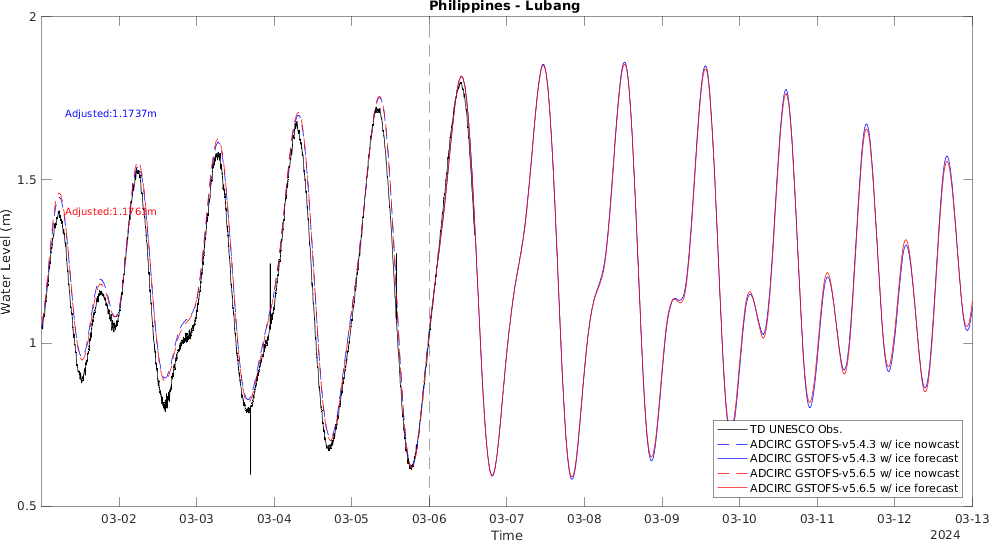 Philippines - Lubang
2
1.5
1
0.5
Water Level (m)
Adjusted:1.1737m
Adjusted:1.1761m
TD UNESCO Obs.
ADCIRC GSTOFS-v5.4.3 w/ ice nowcast
ADCIRC GSTOFS-v5.4.3 w/ ice forecast
ADCIRC GSTOFS-v5.6.5 w/ ice nowcast
ADCIRC GSTOFS-v5.6.5 w/ ice forecast
03-02 03-03 03-04 03-05 03-06 03-07 03-08 03-09 03-10 03-11 03-12 03-13
Time
2024